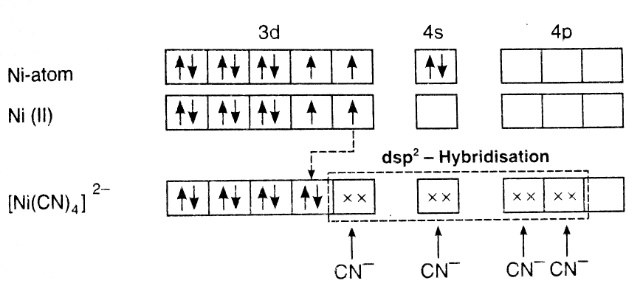 3d 4s 4p
Ni-atom
Ni (II)
dsp² – Hybridisation
[Ni(CN)₄]²⁻ ×× ×× ×× ××
CN⁻ CN⁻ CN⁻ CN⁻